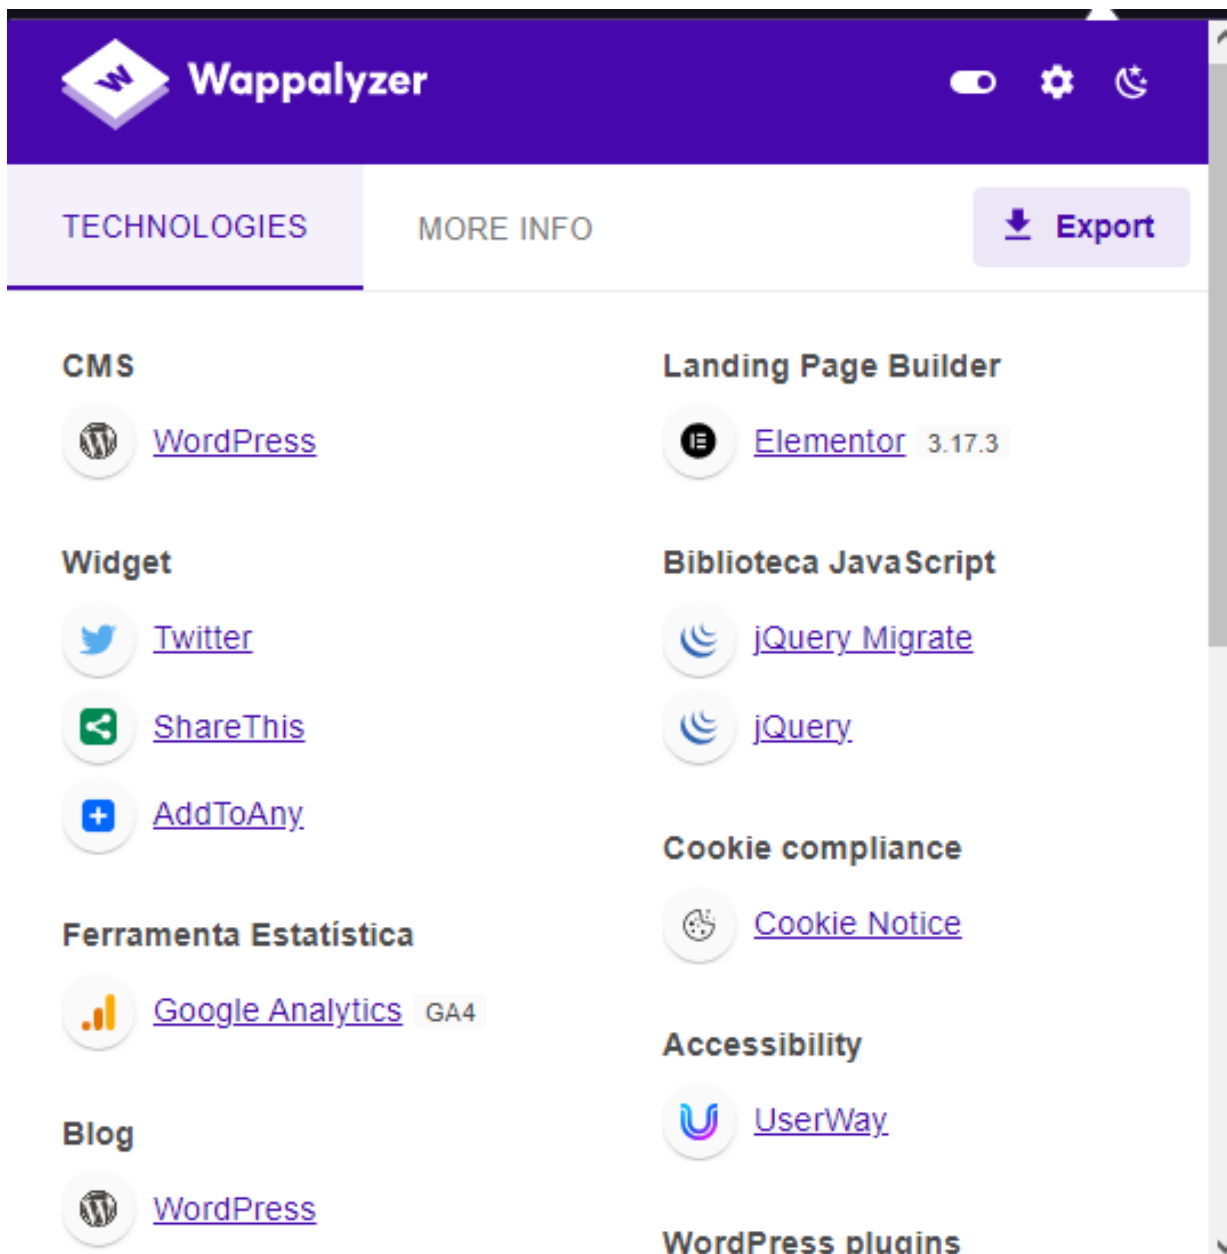 Wappalyzer
TECHNOLOGIES
MORE INFO
Export
CMS
WordPress
Widget
Twitter
ShareThis
AddToAny
Ferramenta Estatística
Google Analytics GA4
Blog
WordPress
Landing Page Builder
Elementor 3.17.3
Biblioteca JavaScript
jQuery Migrate
jQuery
Cookie compliance
Cookie Notice
Accessibility
UserWay
WordPress plugins